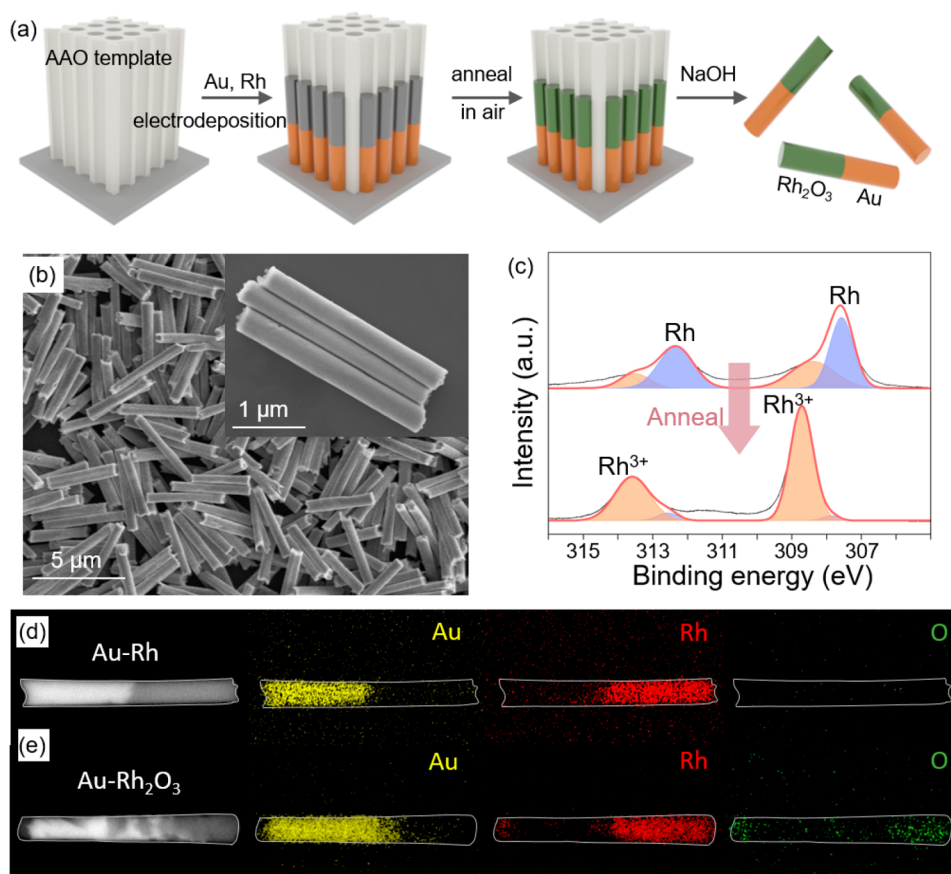 (a)
AAO template
Au, Rh
electrodeposition
anneal
in air
NaOH
Rh₂O₃
Au
(b)
1 μm
5 μm
(c)
Rh
Rh
Anneal
Rh³⁺
Rh³⁺
Intensity (a.u.)
315 313 311 309 307
Binding energy (eV)
(d)
Au-Rh
Au
Rh
O
(e)
Au-Rh₂O₃
Au
Rh
O